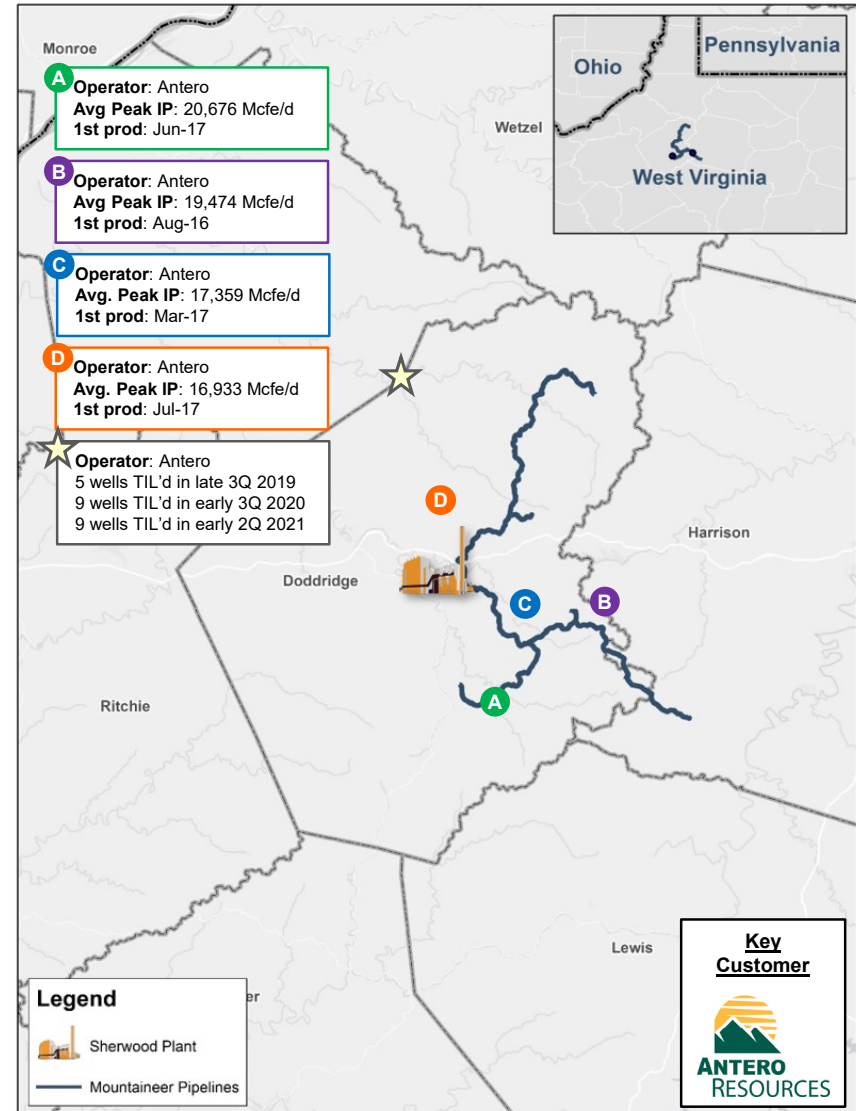 Monroe
A
Operator: Antero
Avg Peak IP: 20,676 Mcfe/d
1st prod: Jun-17
B
Operator: Antero
Avg Peak IP: 19,474 Mcfe/d
1st prod: Aug-16
C
Operator: Antero
Avg. Peak IP: 17,359 Mcfe/d
1st prod: Mar-17
D
Operator: Antero
Avg. Peak IP: 16,933 Mcfe/d
1st prod: Jul-17
Operator: Antero
5 wells TIL’d in late 3Q 2019
9 wells TIL’d in early 3Q 2020
9 wells TIL’d in early 2Q 2021
Wetzel
Ohio
Pennsylvania
West Virginia
D
Harrison
Doddridge
C
B
A
Ritchie
Lewis
er
Legend
Sherwood Plant
Mountaineer Pipelines
Key
Customer
ANTERO
RESOURCES